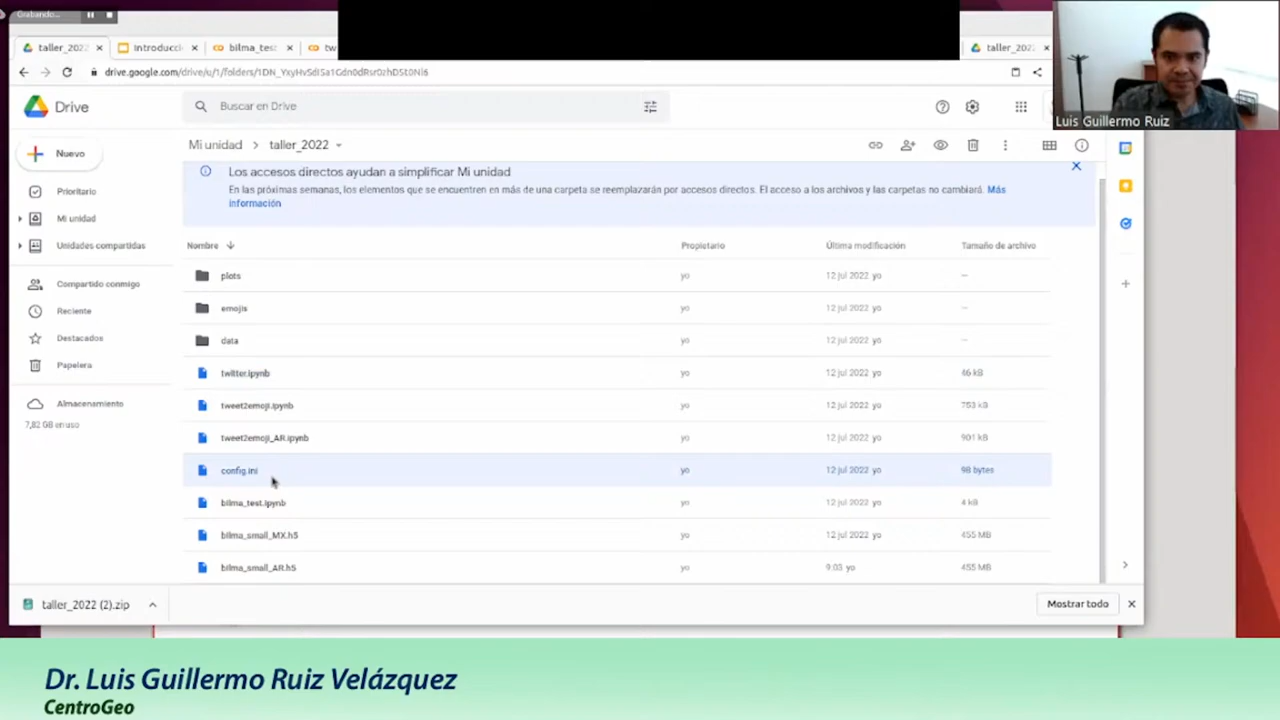 Grabando...
taller_202
Introducci
bilma_test
tw
taller_202
drive.google.com/drive/u/1/folders/
Drive
Buscar en Drive
Luis Guillermo Ruiz
Nuevo
Mi unidad > taller_2022
Los accesos directos ayudan a simplificar Mi unidad
En las próximas semanas, los elementos que se encuentren en más de una carpeta se reemplazarán por accesos directos. El acceso a los archivos y las carpetas no cambiará. Más
información
Prioritario
Mi unidad
Unidades compartidas
Compartido conmigo
Reciente
Destacados
Papelera
Almacenamiento
7,82 GB en uso
Nombre Propietario Última modificación Tamaño de archivo
plots yo 12 jul 2022 yo —
emojis yo 12 jul 2022 yo —
data yo 12 jul 2022 yo —
twitter.ipynb yo 12 jul 2022 yo 46 kB
tweet2emoji.ipynb yo 12 jul 2022 yo 753 kB
tweet2emoji_AR.ipynb yo 12 jul 2022 yo 901 kB
config.ini yo 12 jul 2022 yo 98 bytes
bilma_test.ipynb yo 12 jul 2022 yo 4 kB
bilma_small_MX.h5 yo 12 jul 2022 yo 455 MB
bilma_small_AR.h5 yo 9:03 yo 455 MB
taller_2022 (2).zip
Mostrar todo
Dr. Luis Guillermo Ruiz Velázquez
CentroGeo